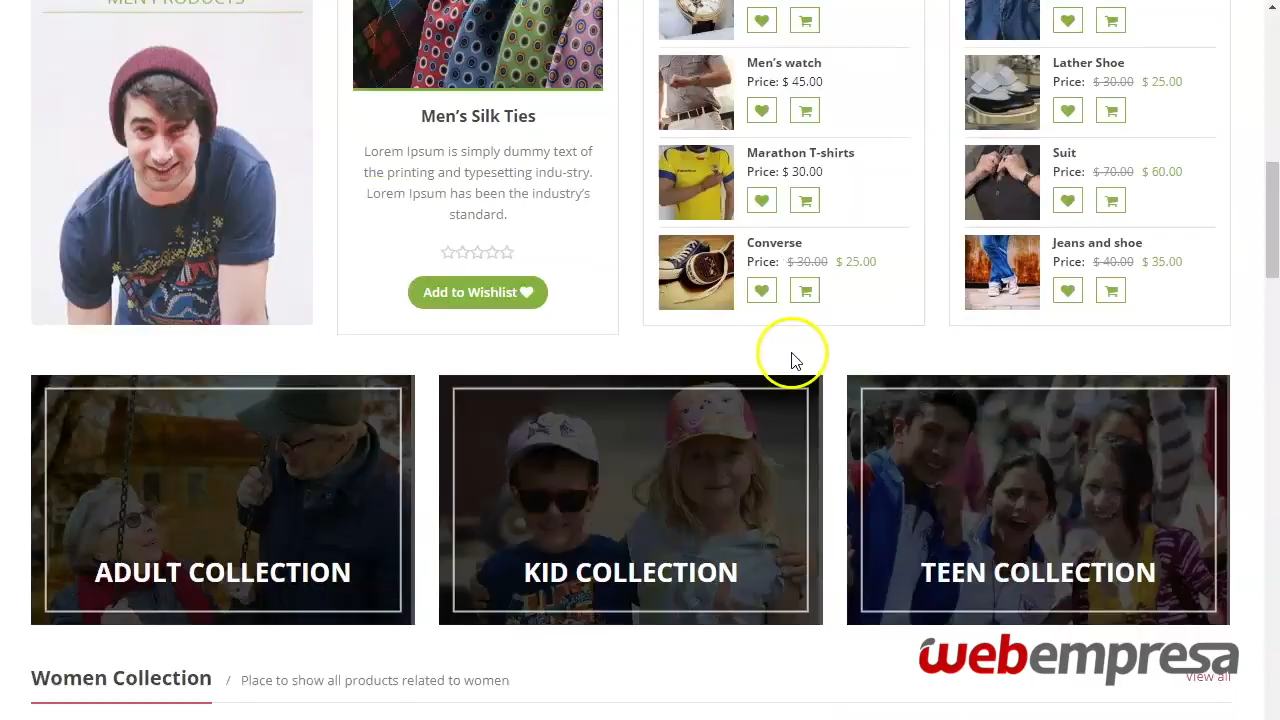 MEN PRODUCTS
Men's Silk Ties
Lorem Ipsum is simply dummy text of
the printing and typesetting indu-stry.
Lorem Ipsum has been the industry's
standard.
Add to Wishlist
Men's watch
Price: $ 45.00
Marathon T-shirts
Price: $ 30.00
Converse
Price: $ 30.00 $ 25.00
Lather Shoe
Price: $ 30.00 $ 25.00
Suit
Price: $ 70.00 $ 60.00
Jeans and shoe
Price: $ 40.00 $ 35.00
ADULT COLLECTION
KID COLLECTION
TEEN COLLECTION
Women Collection / Place to show all products related to women
View all
webempresa